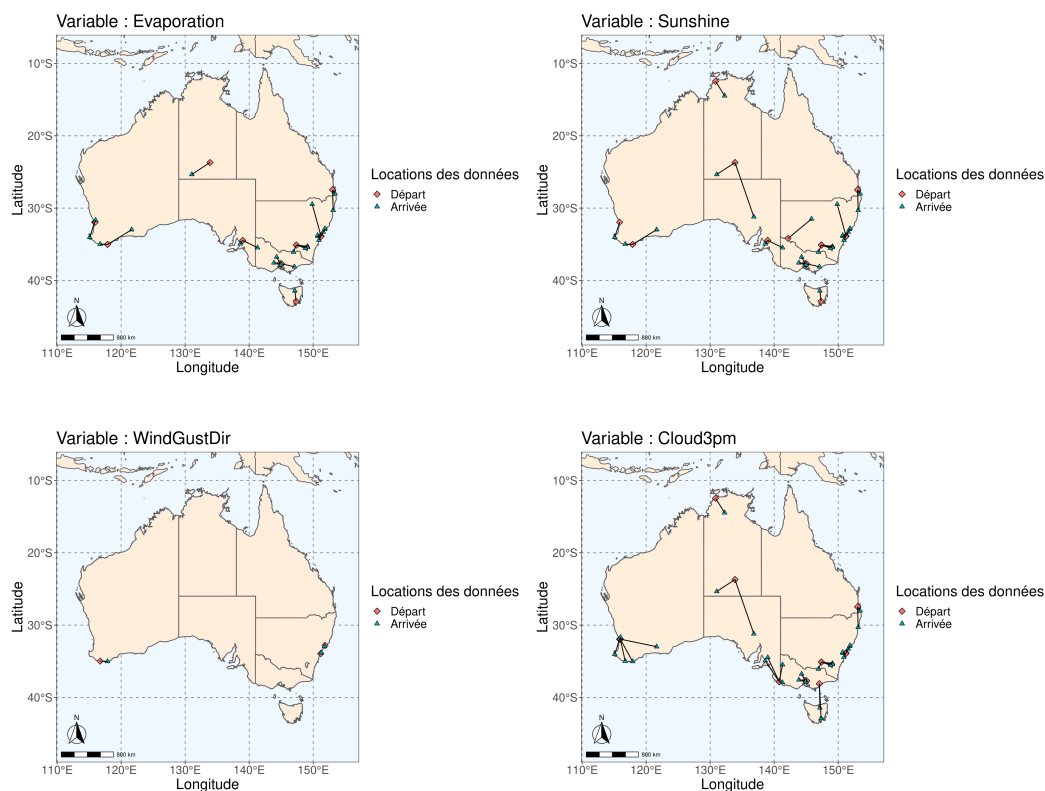 Variable : Evaporation
10°S
20°S
30°S
40°S
Latitude
N
880 km
110°E 120°E 130°E 140°E 150°E
Longitude
Locations des données
Départ
Arrivée
Variable : Sunshine
10°S
20°S
30°S
40°S
Latitude
N
880 km
110°E 120°E 130°E 140°E 150°E
Longitude
Locations des données
Départ
Arrivée
Variable : WindGustDir
10°S
20°S
30°S
40°S
Latitude
N
880 km
110°E 120°E 130°E 140°E 150°E
Longitude
Locations des données
Départ
Arrivée
Variable : Cloud3pm
10°S
20°S
30°S
40°S
Latitude
N
880 km
110°E 120°E 130°E 140°E 150°E
Longitude
Locations des données
Départ
Arrivée